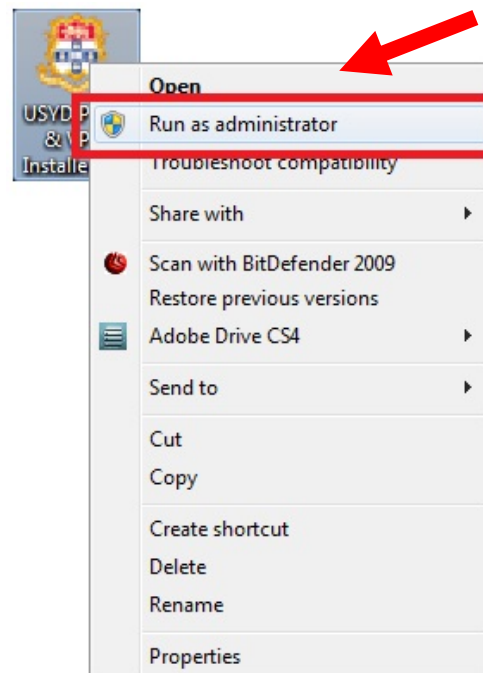 USYD P
& VP
Installe
Open
Run as administrator
Troubleshoot compatibility
Share with
Scan with BitDefender 2009
Restore previous versions
Adobe Drive CS4
Send to
Cut
Copy
Create shortcut
Delete
Rename
Properties